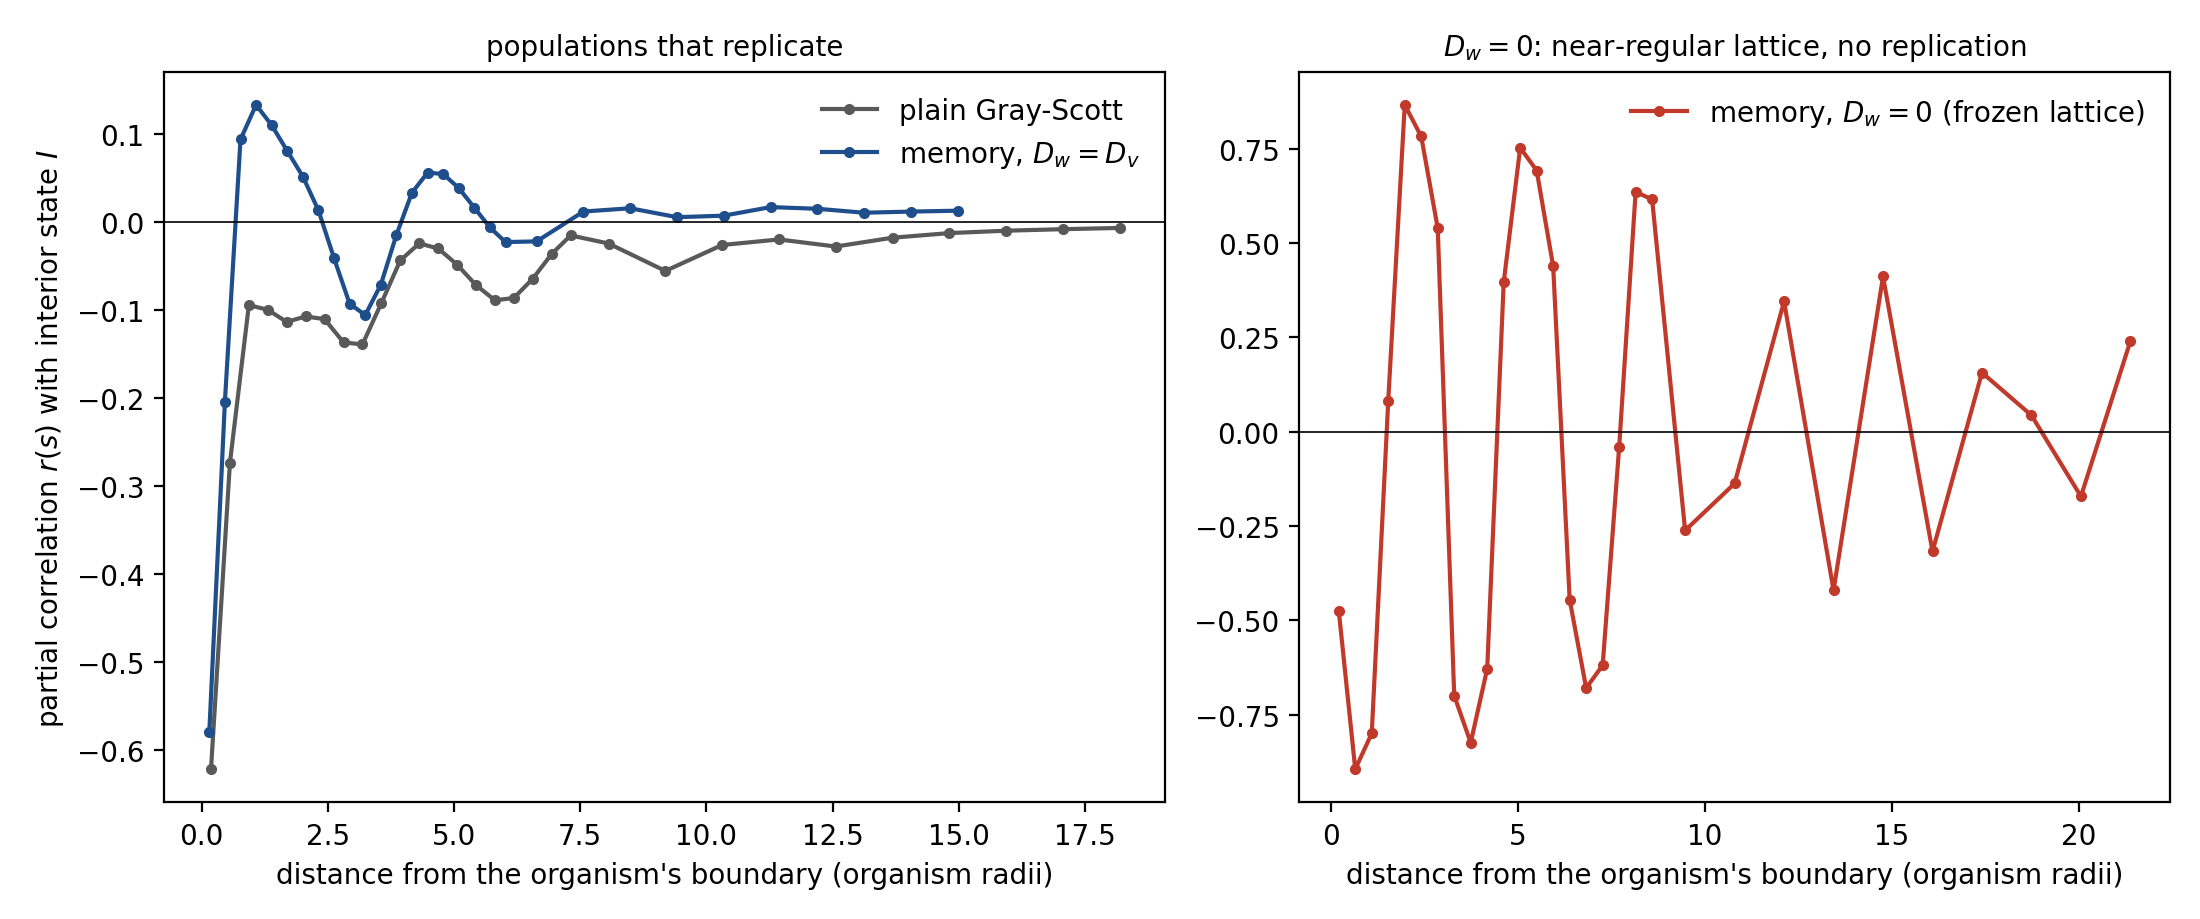 populations that replicate
plain Gray-Scott
memory, D_w = D_v
0.1
0.0
−0.1
−0.2
−0.3
−0.4
−0.5
−0.6
partial correlation r(s) with interior state I
0.0 2.5 5.0 7.5 10.0 12.5 15.0 17.5
distance from the organism's boundary (organism radii)
D_w = 0: near-regular lattice, no replication
memory, D_w = 0 (frozen lattice)
0.75
0.50
0.25
0.00
−0.25
−0.50
−0.75
0 5 10 15 20
distance from the organism's boundary (organism radii)